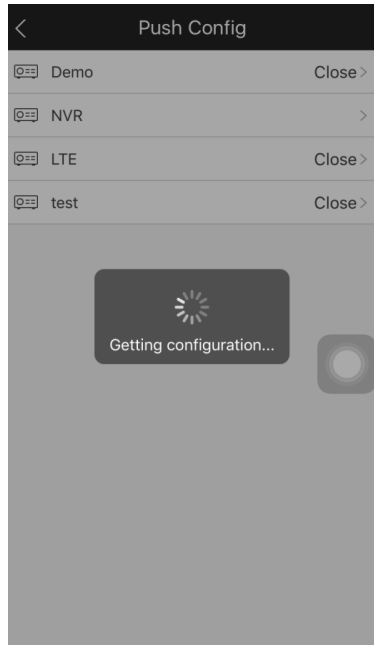 Push Config
Demo Close
NVR
LTE Close
test Close
Getting configuration...